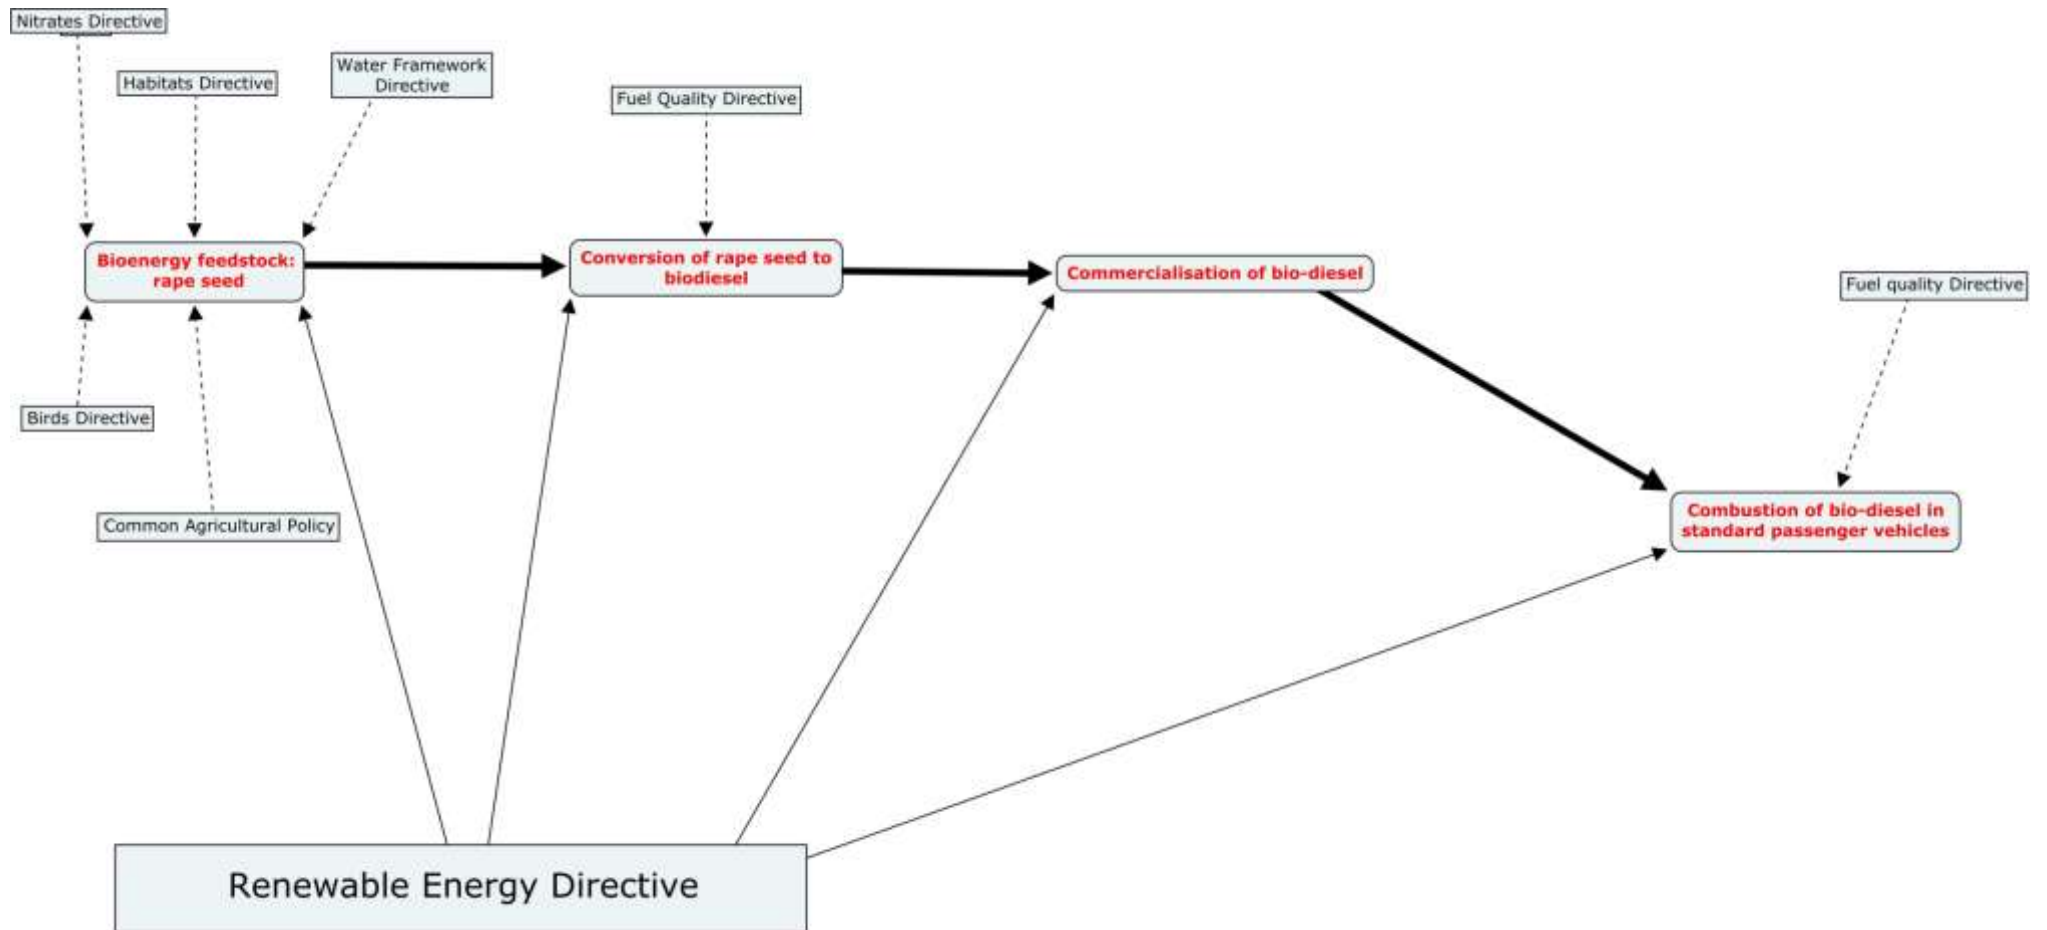 Nitrates Directive
Habitats Directive
Water Framework
Directive
Fuel Quality Directive
Bioenergy feedstock:
rape seed
Conversion of rape seed to
biodiesel
Commercialisation of bio-diesel
Fuel quality Directive
Birds Directive
Common Agricultural Policy
Combustion of bio-diesel in
standard passenger vehicles
Renewable Energy Directive